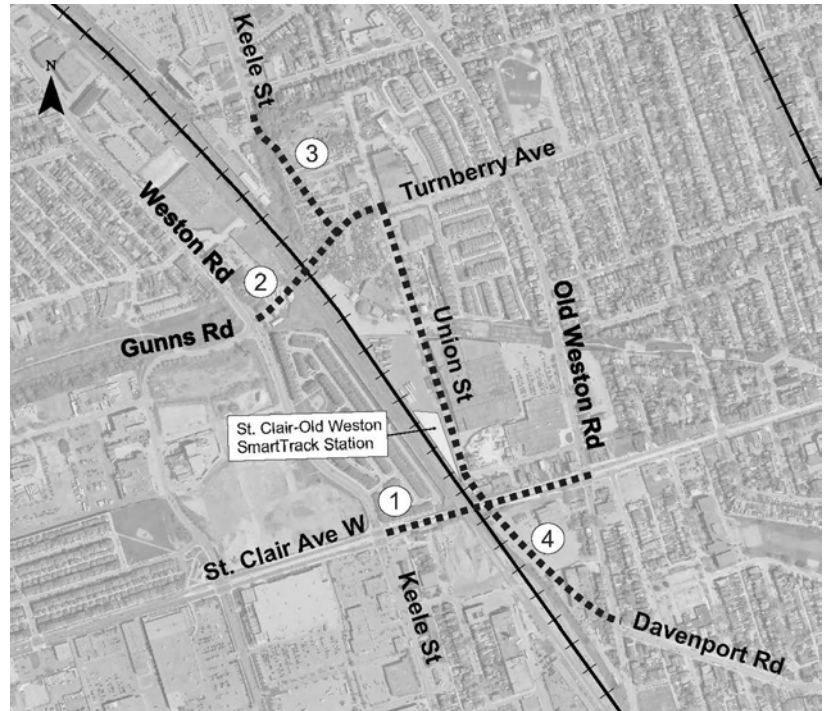 Keele St
N
3
Turnberry Ave
Weston Rd
2
Gunns Rd
Union St
Old Weston Rd
St. Clair-Old Weston
SmartTrack Station
1
St. Clair Ave W
4
Keele St
Davenport Rd